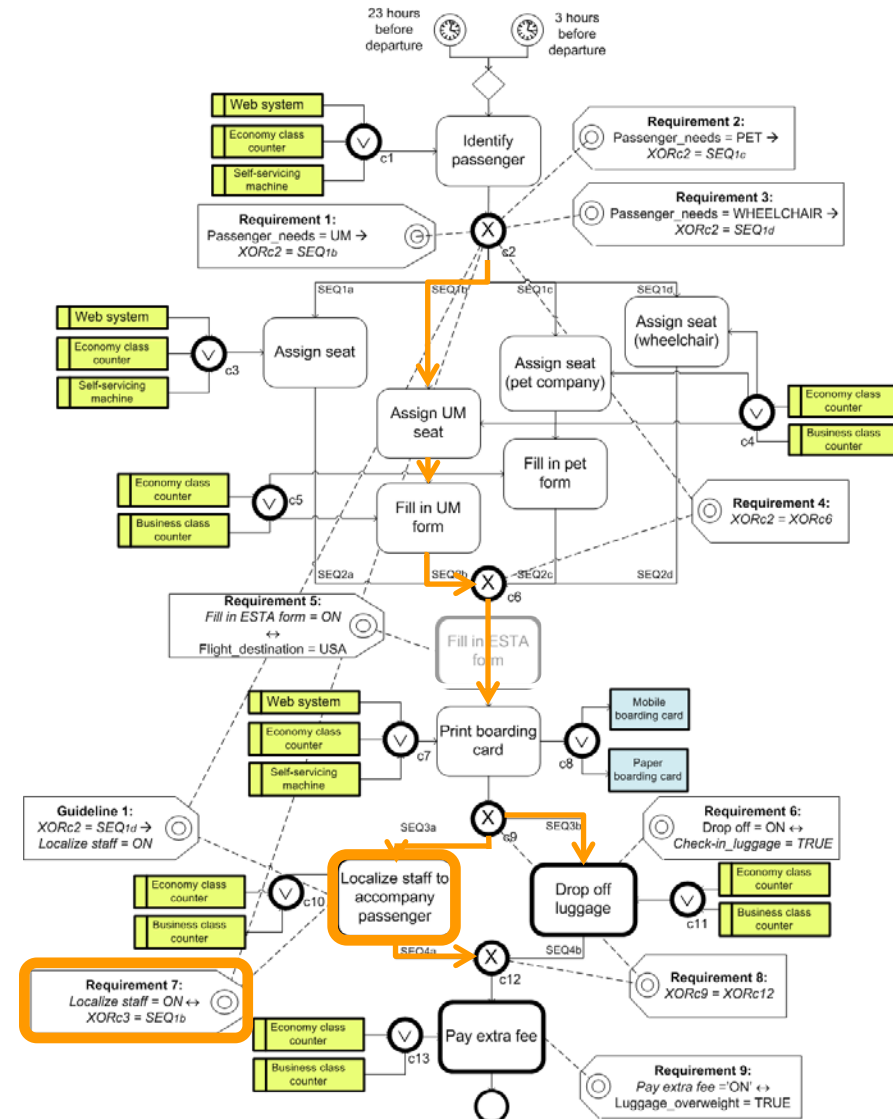 23 hours
before
departure
3 hours
before
departure
Web system
Economy class
counter
Self-servicing
machine
c1
Identify
passenger
Requirement 2:
Passenger_needs = PET →
XORc2 = SEQ1c
Requirement 3:
Passenger_needs = WHEELCHAIR →
XORc2 = SEQ1d
Requirement 1:
Passenger_needs = UM →
XORc2 = SEQ1b
X
c2
SEQ1a
SEQ1b
SEQ1c
SEQ1d
Web system
Economy class
counter
Self-servicing
machine
c3
Assign seat
Assign UM
seat
Assign seat
(pet company)
Assign seat
(wheelchair)
Economy class
counter
Business class
counter
c4
Economy class
counter
Business class
counter
c5
Fill in UM
form
Fill in pet
form
Requirement 4:
XORc2 = XORc6
SEQ2a
SEQ2b
SEQ2c
SEQ2d
X
c6
Requirement 5:
Fill in ESTA form = ON
↔
Flight_destination = USA
Fill in ESTA
form
Web system
Economy class
counter
Self-servicing
machine
c7
Print boarding
card
c8
Mobile
boarding card
Paper
boarding card
Guideline 1:
XORc2 = SEQ1d →
Localize staff = ON
SEQ3a
X
c9
SEQ3b
Requirement 6:
Drop off = ON ↔
Check-in_luggage = TRUE
Economy class
counter
Business class
counter
c10
Localize staff to
accompany
passenger
Drop off
luggage
c11
Economy class
counter
Business class
counter
SEQ4a
SEQ4b
X
c12
Requirement 7:
Localize staff = ON ↔
XORc3 = SEQ1b
Requirement 8:
XORc9 = XORc12
Economy class
counter
Business class
counter
c13
Pay extra fee
Requirement 9:
Pay extra fee ='ON' ↔
Luggage_overweight = TRUE